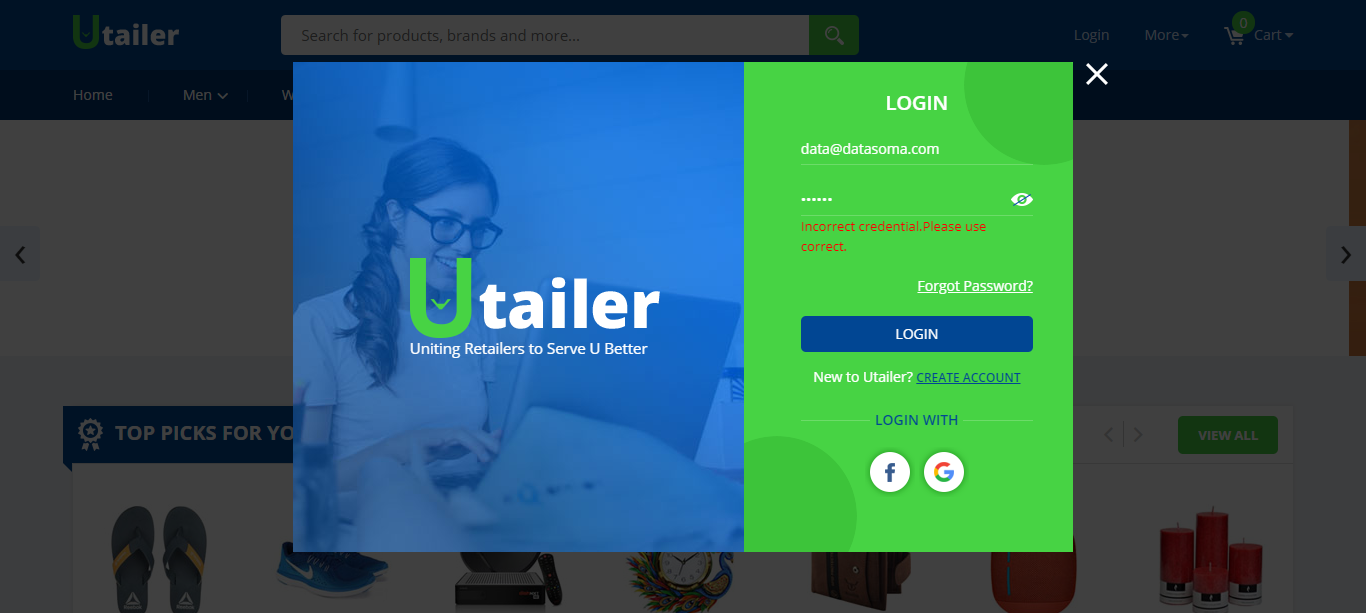 Utailer
Search for products, brands and more...
Login
More
0
Cart
Home
Men
W
LOGIN
data@datasoma.com
••••••
Incorrect credential.Please use
correct.
Forgot Password?
LOGIN
New to Utailer? CREATE ACCOUNT
LOGIN WITH
Utailer
Uniting Retailers to Serve U Better
TOP PICKS FOR YO
VIEW ALL